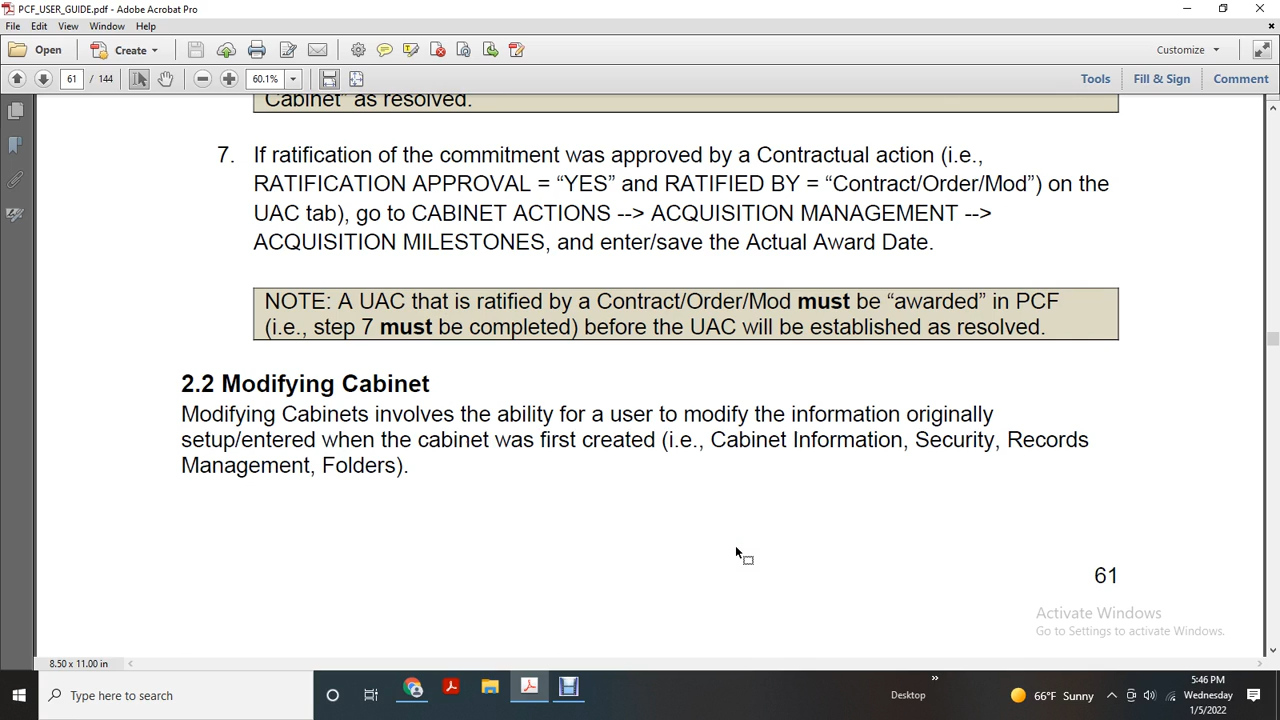 PCF_USER_GUIDE.pdf - Adobe Acrobat Pro
File Edit View Window Help
Open Create Customize
61 / 144 60.1% Tools Fill & Sign Comment
Cabinet” as resolved.
7. If ratification of the commitment was approved by a Contractual action (i.e.,
RATIFICATION APPROVAL = “YES” and RATIFIED BY = “Contract/Order/Mod”) on the
UAC tab), go to CABINET ACTIONS --> ACQUISITION MANAGEMENT -->
ACQUISITION MILESTONES, and enter/save the Actual Award Date.
NOTE: A UAC that is ratified by a Contract/Order/Mod must be “awarded” in PCF
(i.e., step 7 must be completed) before the UAC will be established as resolved.
2.2 Modifying Cabinet
Modifying Cabinets involves the ability for a user to modify the information originally
setup/entered when the cabinet was first created (i.e., Cabinet Information, Security, Records
Management, Folders).
61
Activate Windows
Go to Settings to activate Windows.
8.50 x 11.00 in
Type here to search
Desktop
66°F Sunny
5:46 PM
Wednesday
1/5/2022